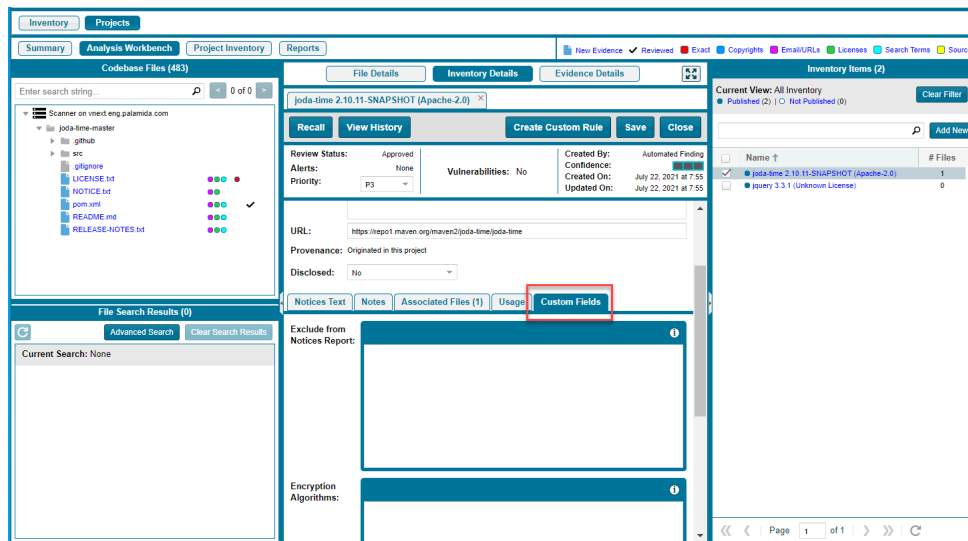 Inventory Projects
Summary Analysis Workbench Project Inventory Reports
New Evidence Reviewed Exact Copyrights Email/URLs Licenses Search Terms Sourc
Codebase Files (483)
Enter search string... < 0 of 0 >
Scanner on vnext.eng.palamida.com
joda-time-master
.github
src
.gitignore
LICENSE.txt
NOTICE.txt
pom.xml
README.md
RELEASE-NOTES.txt
File Search Results (0)
Advanced Search Clear Search Results
Current Search: None
File Details Inventory Details Evidence Details
joda-time 2.10.11-SNAPSHOT (Apache-2.0) ×
Recall View History Create Custom Rule Save Close
Review Status: Approved
Alerts: None
Priority: P3
Vulnerabilities: No
Created By: Automated Finding
Confidence:
Created On: July 22, 2021 at 7:55
Updated On: July 22, 2021 at 7:55
URL: https://repo1.maven.org/maven2/joda-time/joda-time
Provenance: Originated in this project
Disclosed: No
Notices Text Notes Associated Files (1) Usage Custom Fields
Exclude from
Notices Report:
Encryption
Algorithms:
Inventory Items (2)
Current View: All Inventory
Published (2) | Not Published (0)
Clear Filter
Add New
Name ↑ # Files
joda-time 2.10.11-SNAPSHOT (Apache-2.0) 1
jquery 3.3.1 (Unknown License) 0
Page 1 of 1